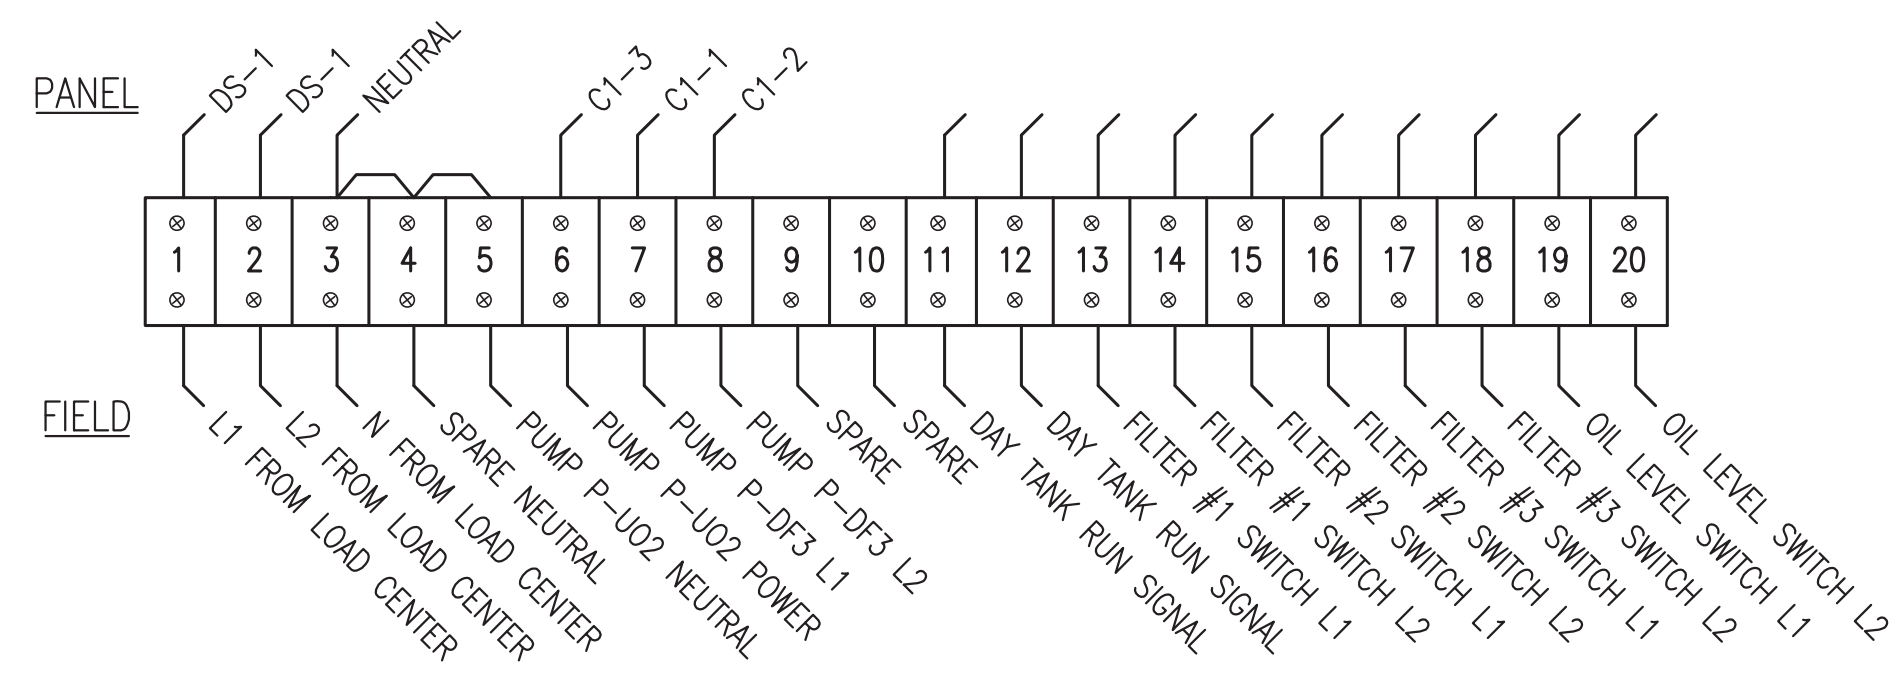 PANEL
DS-1
DS-1
NEUTRAL
C1-3
C1-1
C1-2
1
2
3
4
5
6
7
8
9
10
11
12
13
14
15
16
17
18
19
20
FIELD
L1 FROM LOAD CENTER
L2 FROM LOAD CENTER
N FROM LOAD CENTER
SPARE NEUTRAL
PUMP P-U02 NEUTRAL
PUMP P-U02 POWER
PUMP P-DF3 L1
PUMP P-DF3 L2
SPARE
SPARE
DAY TANK RUN SIGNAL
DAY TANK RUN SIGNAL
FILTER #1 SWITCH L1
FILTER #1 SWITCH L2
FILTER #2 SWITCH L1
FILTER #2 SWITCH L2
FILTER #3 SWITCH L1
FILTER #3 SWITCH L2
OIL LEVEL SWITCH L1
OIL LEVEL SWITCH L2